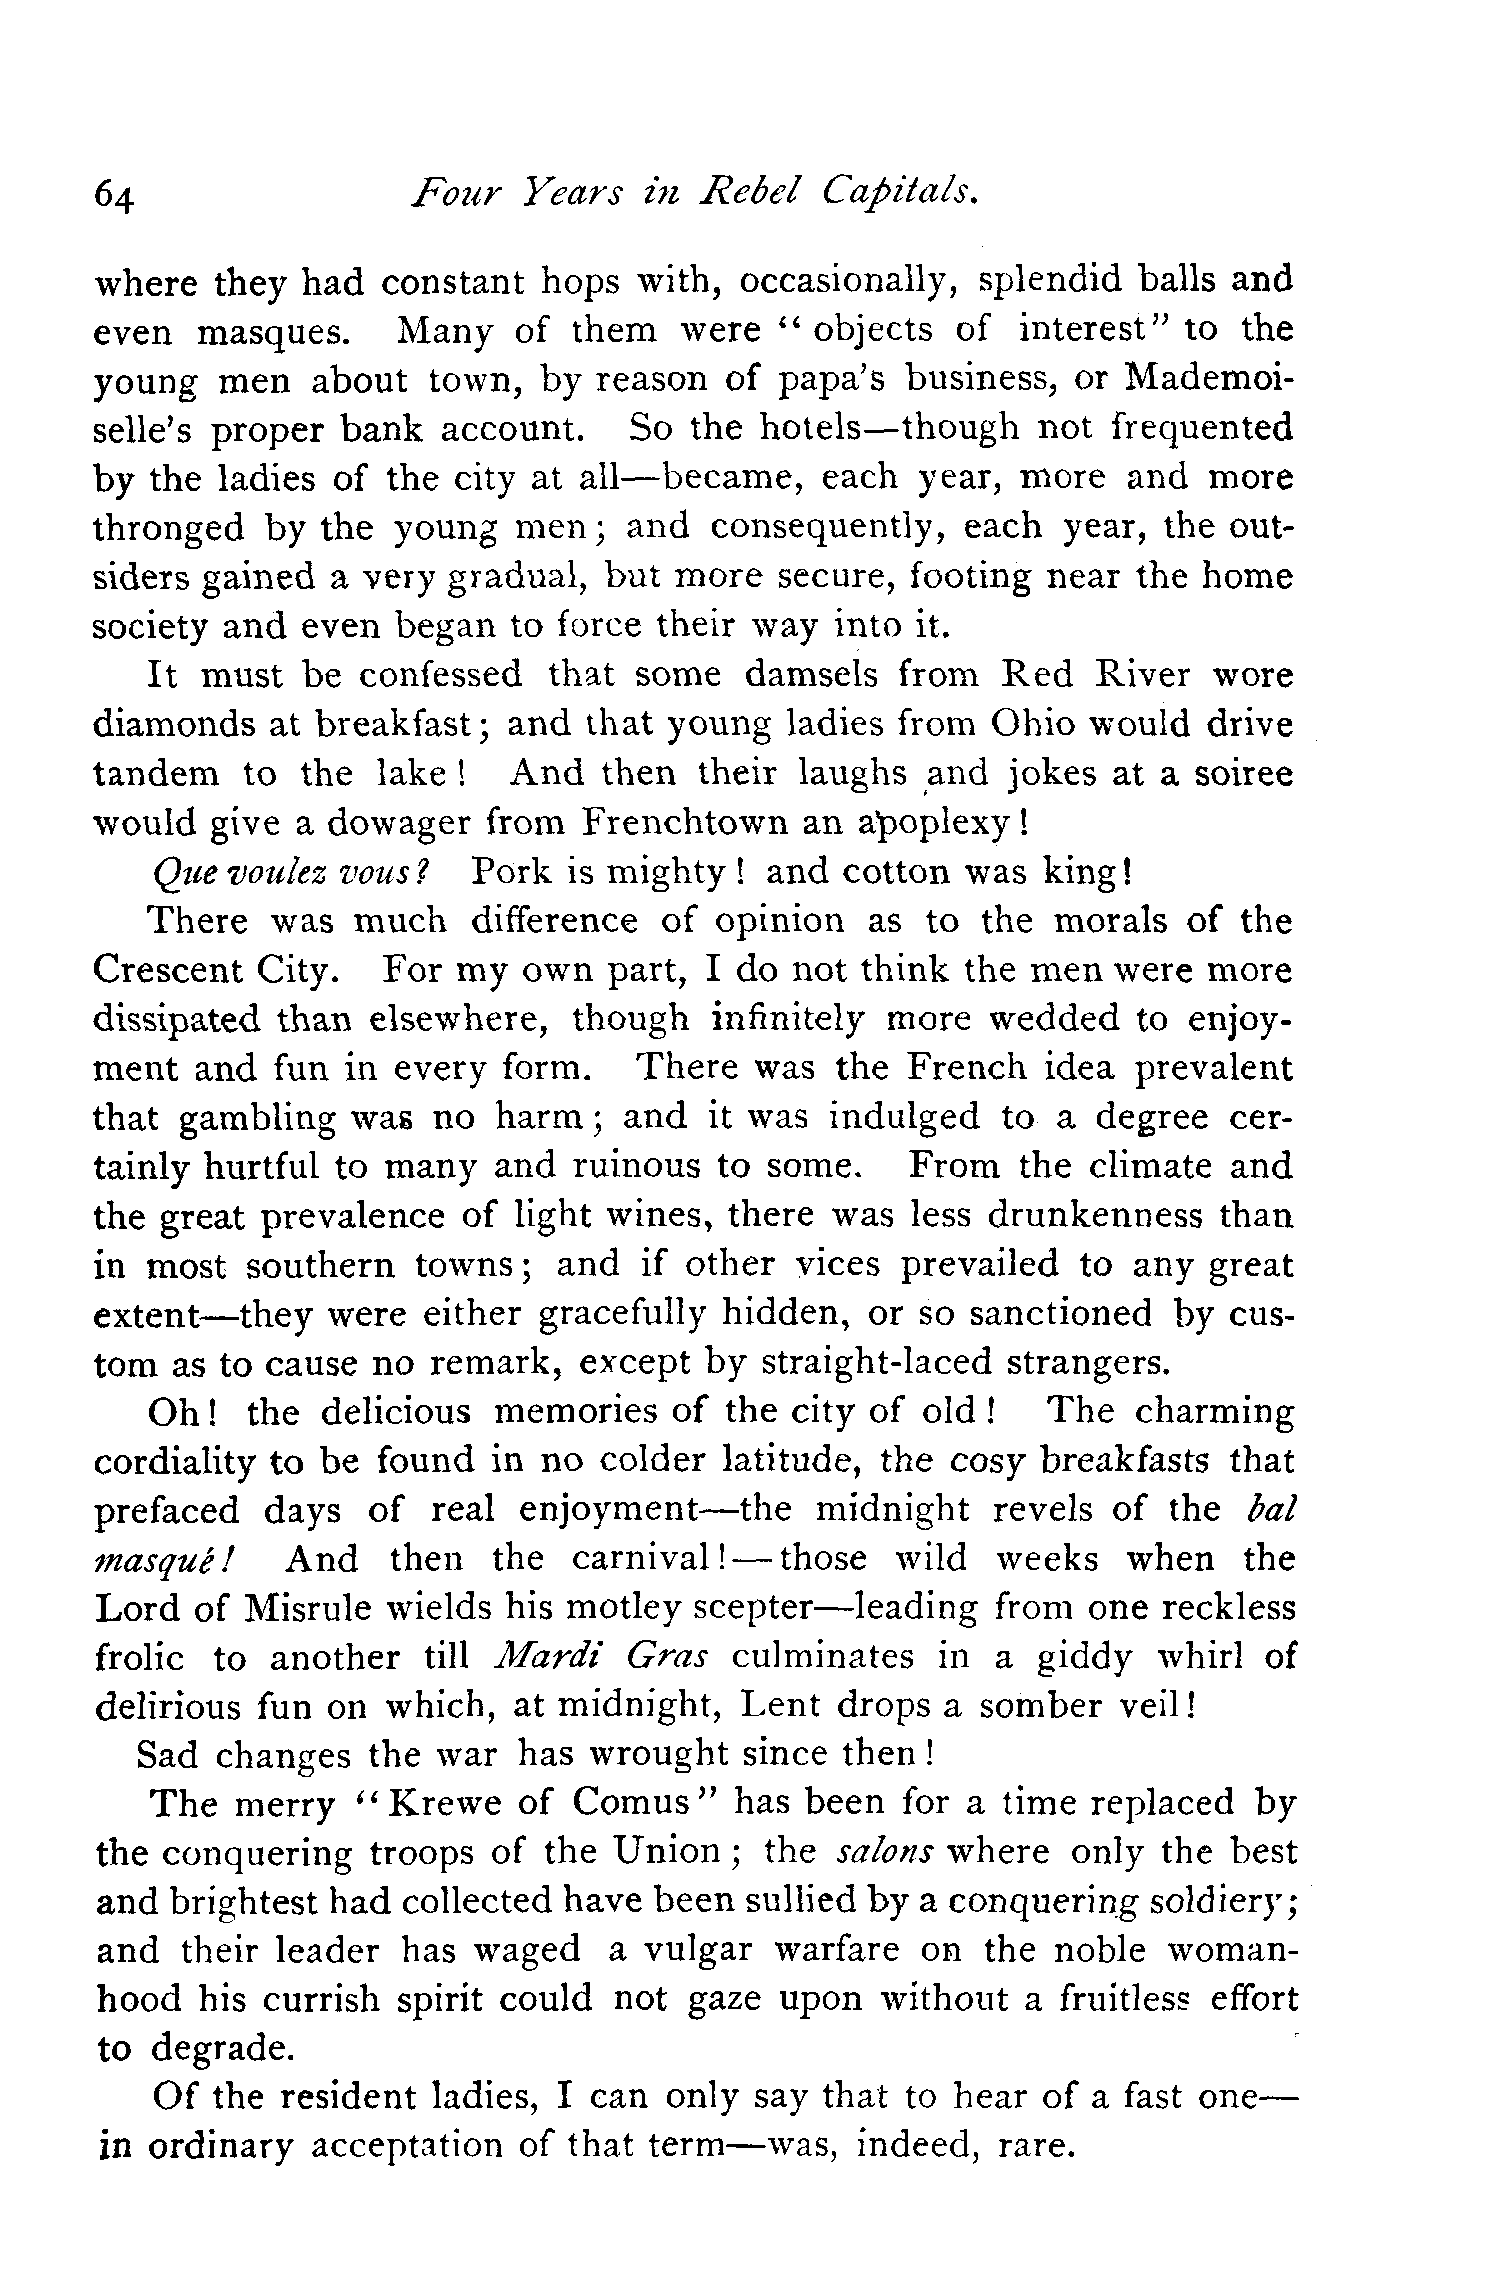 64 Four Years in Rebel Capitals.
where they had constant hops with, occasionally, splendid balls and
even masques. Many of them were “ objects of interest” to the
young men about town, by reason of papa's business, or Mademoi-
selle's proper bank account. So the hotels—though not frequented
by the ladies of the city at all—became, each year, more and more
thronged by the young men ; and consequently, each year, the out-
siders gained a very gradual, but more secure, footing near the home
society and even began to force their way into it.
It must be confessed that some damsels from Red River wore
diamonds at breakfast ; and that young ladies from Ohio would drive
tandem to the lake ! And then their laughs and jokes at a soiree
would give a dowager from Frenchtown an apoplexy !
Que voulez vous ? Pork is mighty ! and cotton was king !
There was much difference of opinion as to the morals of the
Crescent City. For my own part, I do not think the men were more
dissipated than elsewhere, though infinitely more wedded to enjoy-
ment and fun in every form. There was the French idea prevalent
that gambling was no harm ; and it was indulged to a degree cer-
tainly hurtful to many and ruinous to some. From the climate and
the great prevalence of light wines, there was less drunkenness than
in most southern towns ; and if other vices prevailed to any great
extent—they were either gracefully hidden, or so sanctioned by cus-
tom as to cause no remark, except by straight-laced strangers.
Oh ! the delicious memories of the city of old ! The charming
cordiality to be found in no colder latitude, the cosy breakfasts that
prefaced days of real enjoyment—the midnight revels of the bal
masqué ! And then the carnival !—those wild weeks when the
Lord of Misrule wields his motley scepter—leading from one reckless
frolic to another till Mardi Gras culminates in a giddy whirl of
delirious fun on which, at midnight, Lent drops a somber veil !
Sad changes the war has wrought since then !
The merry “ Krewe of Comus ” has been for a time replaced by
the conquering troops of the Union ; the salons where only the best
and brightest had collected have been sullied by a conquering soldiery ;
and their leader has waged a vulgar warfare on the noble woman-
hood his currish spirit could not gaze upon without a fruitless effort
to degrade.
Of the resident ladies, I can only say that to hear of a fast one—
in ordinary acceptation of that term—was, indeed, rare.